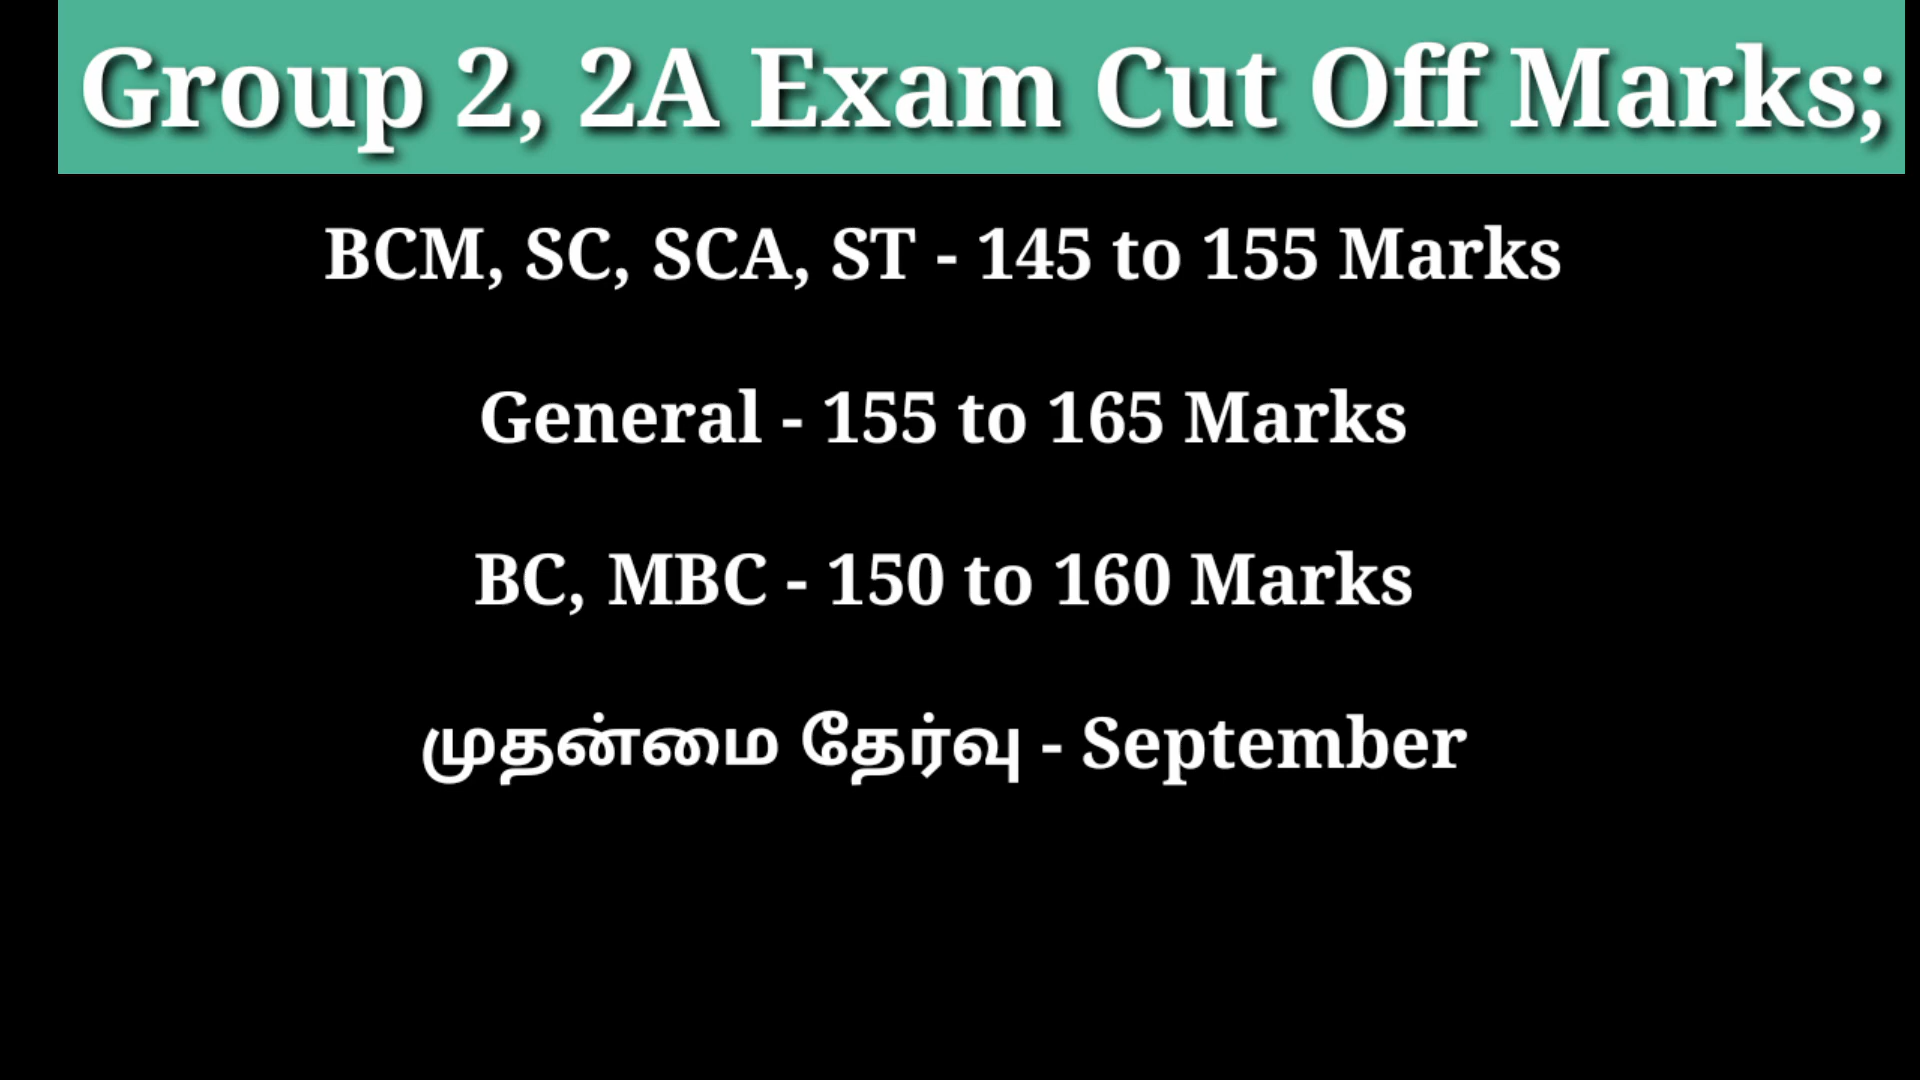 Group 2, 2A Exam Cut Off Marks;
BCM, SC, SCA, ST - 145 to 155 Marks
General - 155 to 165 Marks
BC, MBC - 150 to 160 Marks
முதன்மை தேர்வு - September